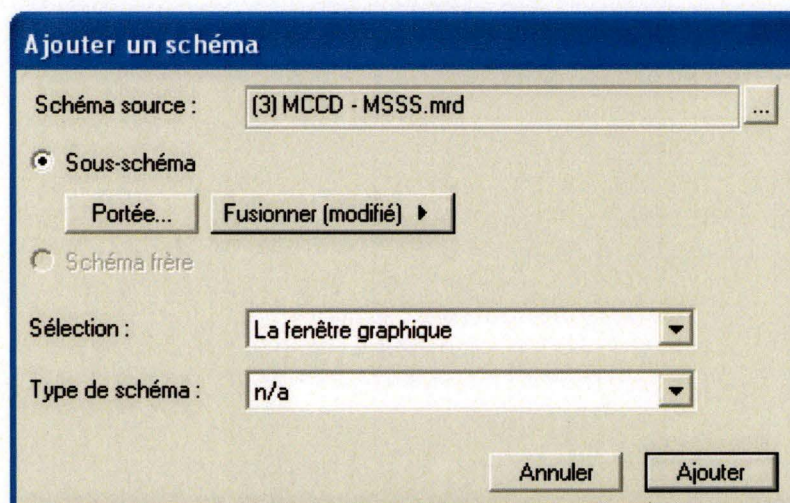 Ajouter un schéma
Schéma source : (3) MCCD - MSSS.mrd ...
Sous-schéma
Portée... Fusionner (modifié)
Schéma frère
Sélection : La fenêtre graphique
Type de schéma : n/a
Annuler Ajouter